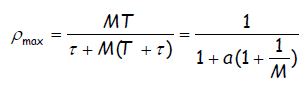 ρmax = MT / τ + M(T + τ) = 1 / 1 + a(1 + 1/M)